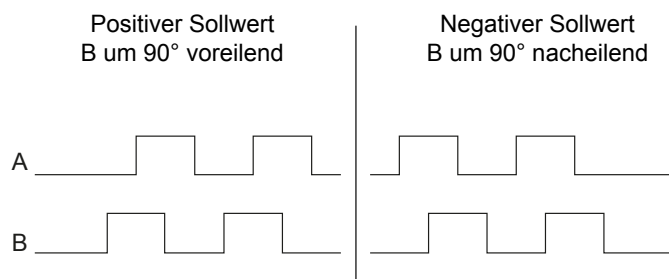 Positiver Sollwert
B um 90° voreilend
Negativer Sollwert
B um 90° nacheilend
A
B